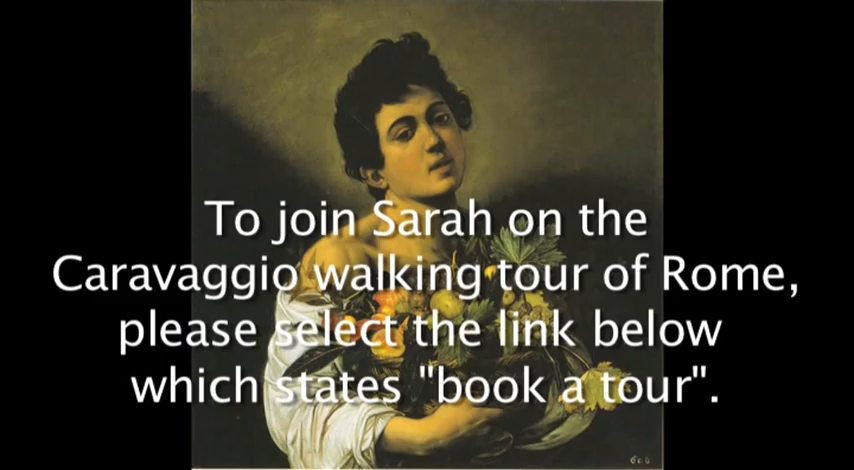 To join Sarah on the
Caravaggio walking tour of Rome,
please select the link below
which states "book a tour".